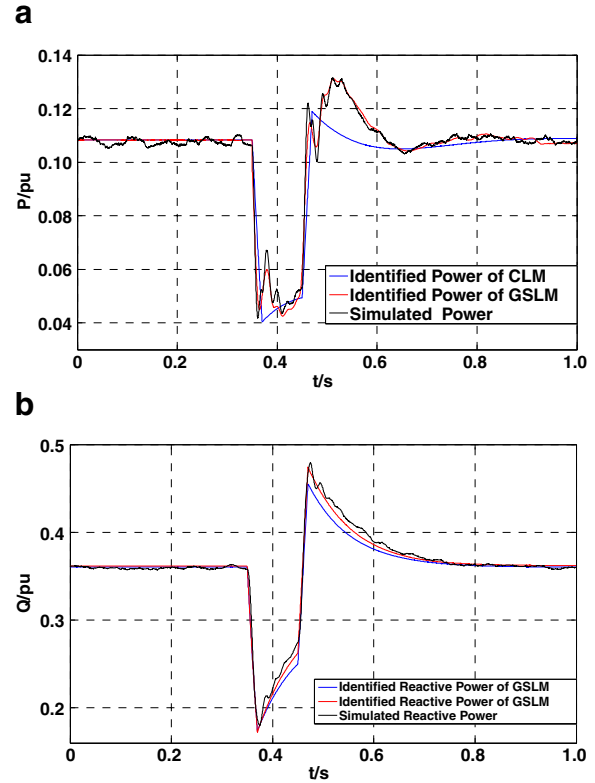 a
0.14
0.12
0.10
0.08
0.06
0.04
P/pu
Identified Power of CLM
Identified Power of GSLM
Simulated Power
0
0.2
0.4
0.6
0.8
1.0
t/s
b
0.5
0.4
0.3
0.2
Q/pu
Identified Reactive Power of GSLM
Identified Reactive Power of GSLM
Simulated Reactive Power
0
0.2
0.4
0.6
0.8
1.0
t/s